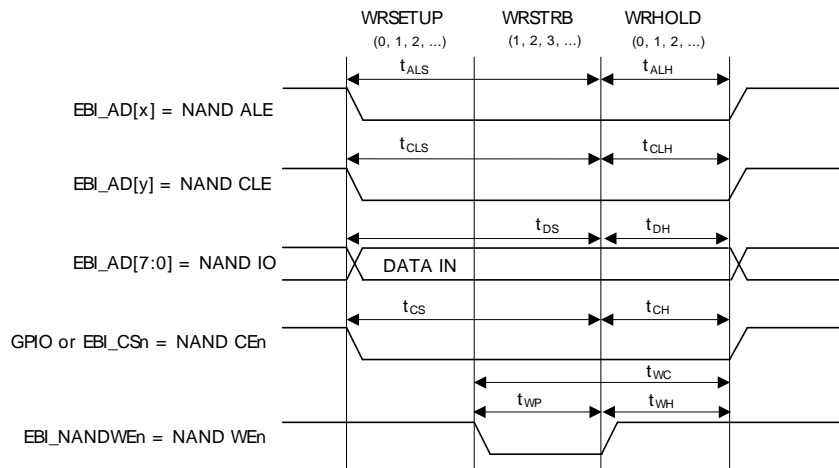 WRSETUP WRSTRB WRHOLD
(0, 1, 2, ...) (1, 2, 3, ...) (0, 1, 2, ...)
tALS tALH
EBI_AD[x] = NAND ALE
tCLS tCLH
EBI_AD[y] = NAND CLE
tDS tDH
EBI_AD[7:0] = NAND IO DATA IN
tCS tCH
GPIO or EBI_CSn = NAND CEn
tWC
tWP tWH
EBI_NANDWEn = NAND WEn